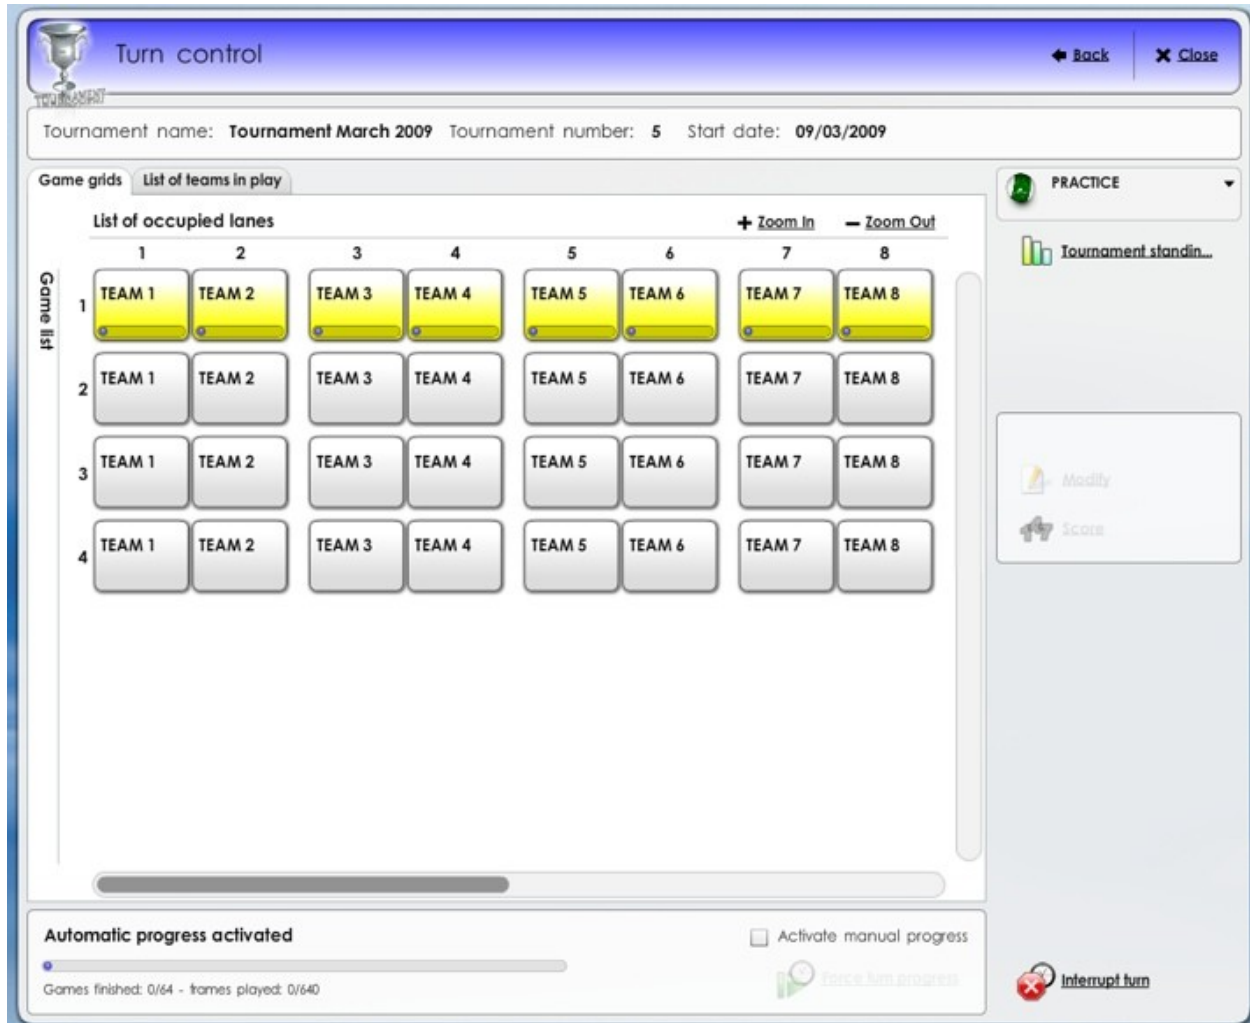 Turn control
Back
Close
TOURNAMENT
Tournament name: Tournament March 2009 Tournament number: 5 Start date: 09/03/2009
Game grids List of teams in play
PRACTICE
List of occupied lanes
Zoom In
Zoom Out
Tournament standin...
1 2 3 4 5 6 7 8
Game list
1 TEAM 1 TEAM 2 TEAM 3 TEAM 4 TEAM 5 TEAM 6 TEAM 7 TEAM 8
2 TEAM 1 TEAM 2 TEAM 3 TEAM 4 TEAM 5 TEAM 6 TEAM 7 TEAM 8
3 TEAM 1 TEAM 2 TEAM 3 TEAM 4 TEAM 5 TEAM 6 TEAM 7 TEAM 8
4 TEAM 1 TEAM 2 TEAM 3 TEAM 4 TEAM 5 TEAM 6 TEAM 7 TEAM 8
Modify
Score
Automatic progress activated
Activate manual progress
Force turn progress
Games finished: 0/64 - frames played: 0/640
Interrupt turn